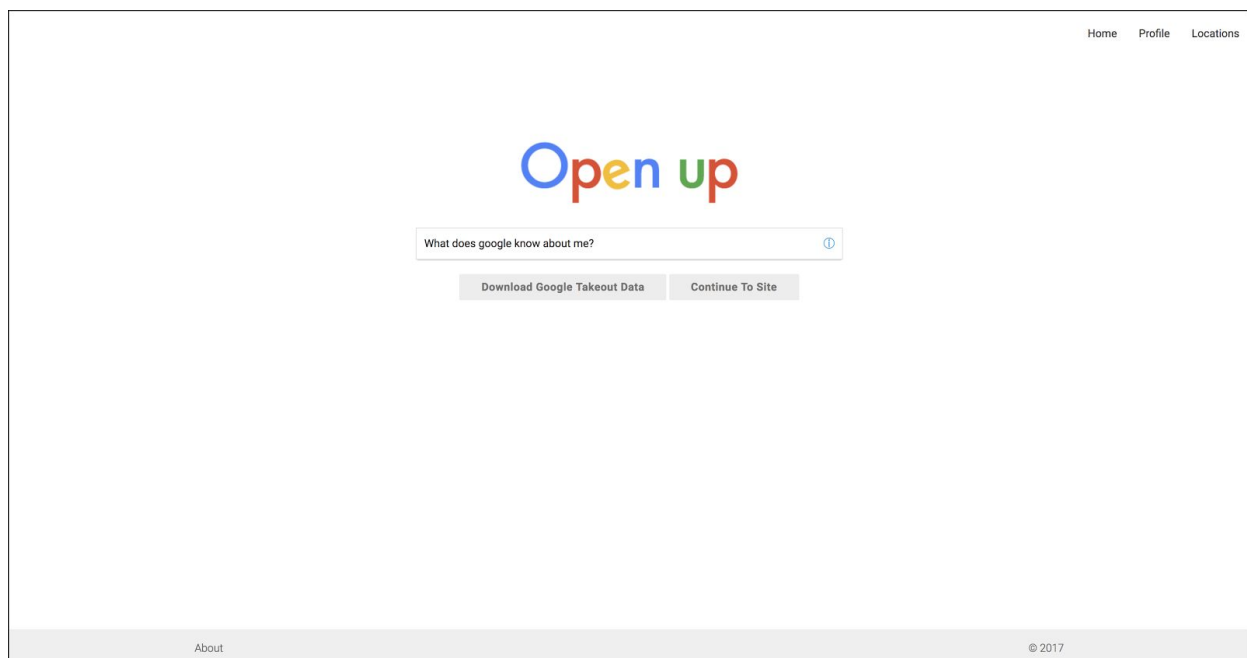 Home Profile Locations
Open up
What does google know about me?
Download Google Takeout Data Continue To Site
About © 2017